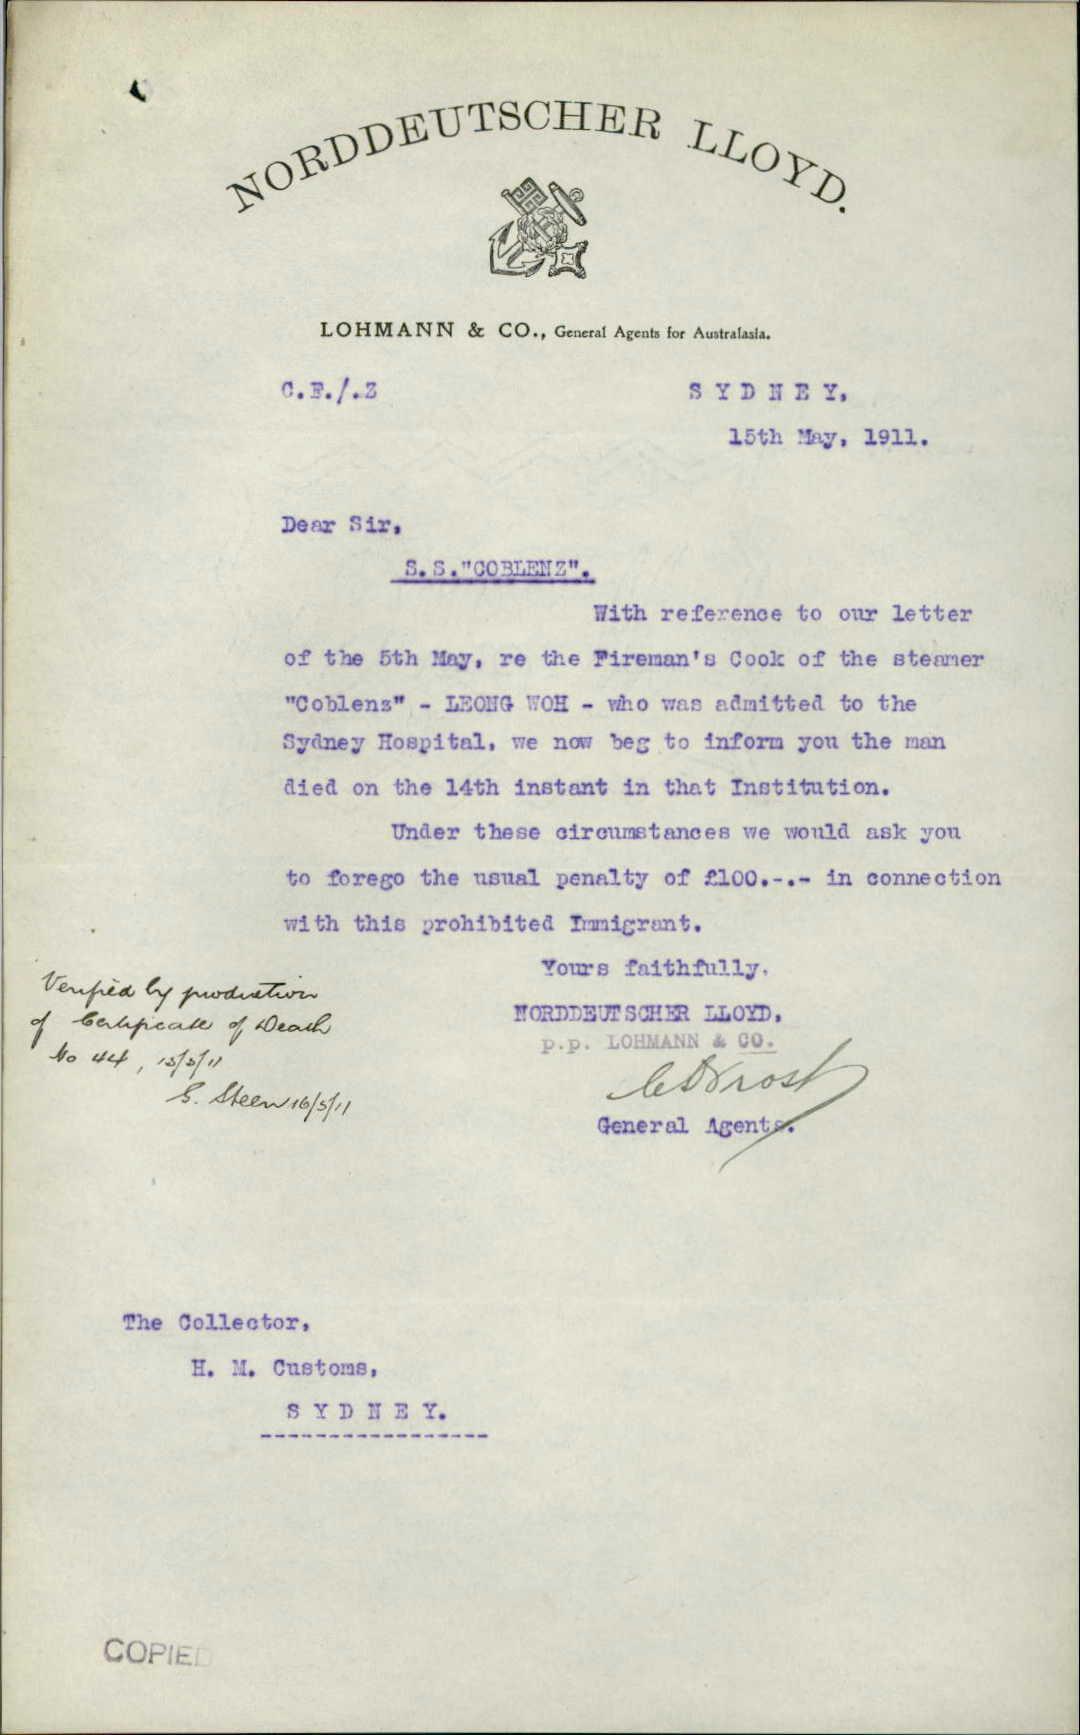 NORDDEUTSCHER LLOYD.
LOHMANN & CO., General Agents for Australasia.
C.F./.Z
SYDNEY,
15th May, 1911.
Dear Sir,
S.S."COBLENZ".
With reference to our letter
of the 5th May, re the Fireman's Cook of the steamer
"Coblenz" - LEONG WOH - who was admitted to the
Sydney Hospital, we now beg to inform you the man
died on the 14th instant in that Institution.
Under these circumstances we would ask you
to forego the usual penalty of £100.-.- in connection
with this prohibited Immigrant.
Yours faithfully,
NORDDEUTSCHER LLOYD,
p.p. LOHMANN & CO.
General Agents.
Verified by production
of Certificate of Death
No 44, 15/5/11
G. Steen 16/5/11
The Collector,
H. M. Customs,
SYDNEY.
COPIED